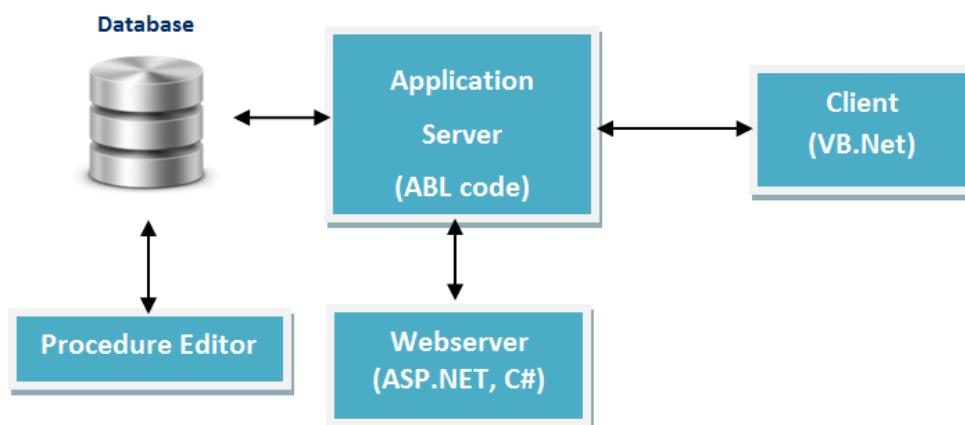 Database
Application
Server
(ABL code)
Client
(VB.Net)
Procedure Editor
Webserver
(ASP.NET, C#)